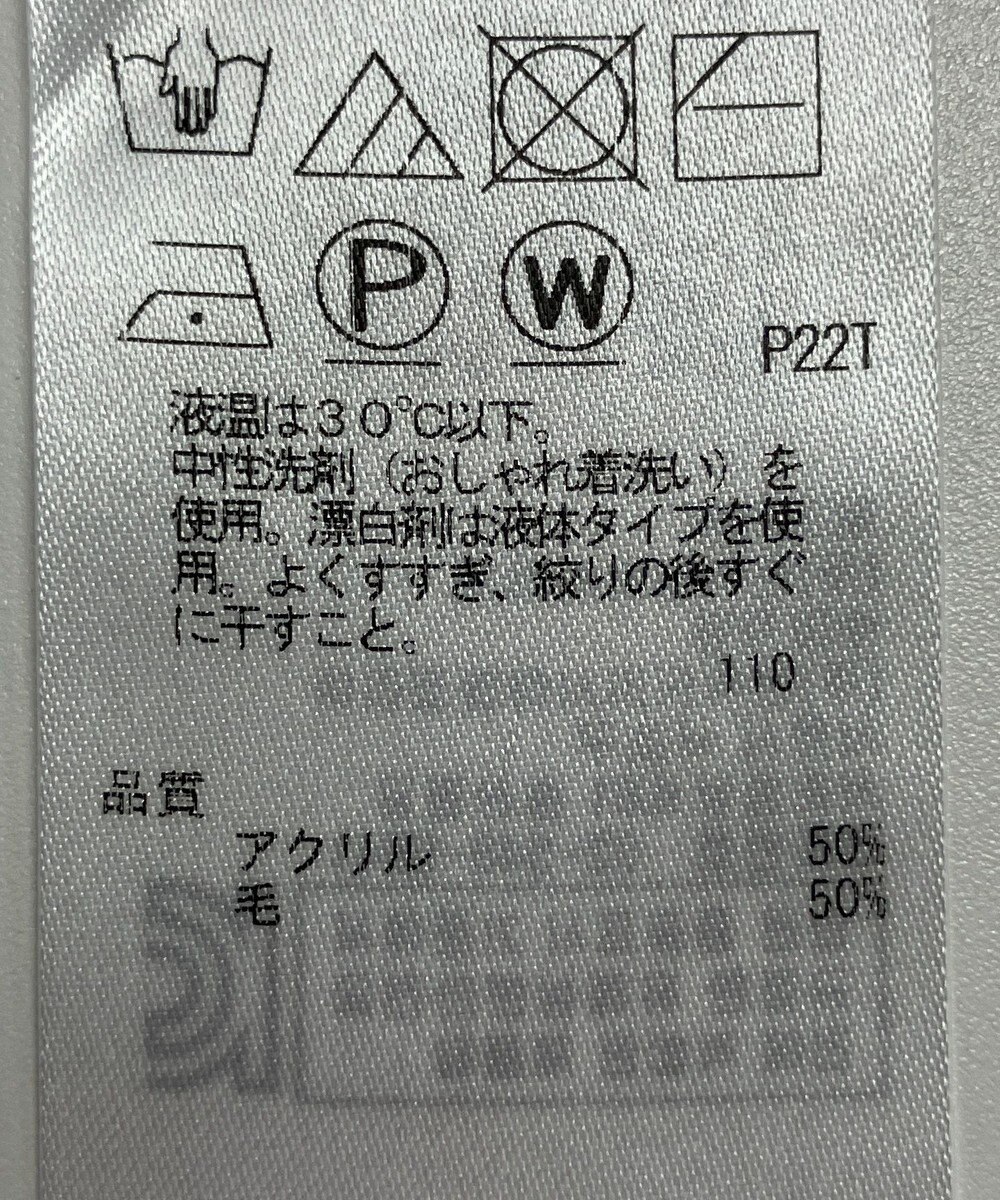 P
W
P22T
液温は30℃以下。
中性洗剤（おしゃれ着洗い）を
使用。漂白剤は液体タイプを使
用。よくすすぎ、絞りの後すぐ
に干すこと。
110
品質
アクリル 50%
毛 50%